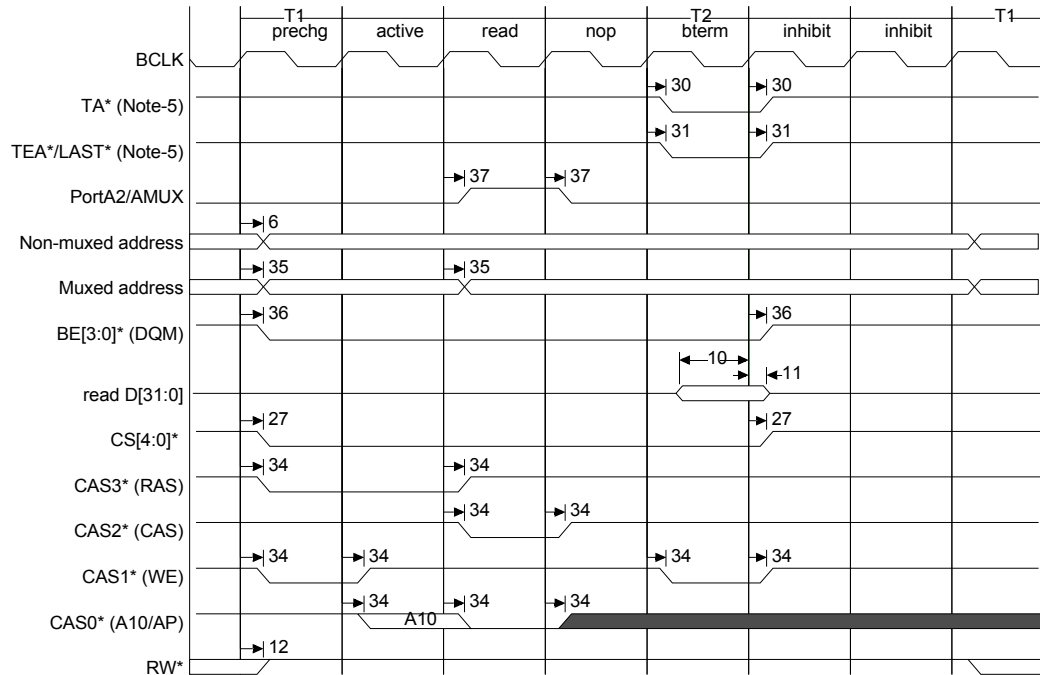 T1 T2 T1
prechg active read nop bterm inhibit inhibit
BCLK
30 30
TA* (Note-5)
31 31
TEA*/LAST* (Note-5)
37 37
PortA2/AMUX
6
Non-muxed address
35 35
Muxed address
36 36
BE[3:0]* (DQM)
10
11
read D[31:0]
27 27
CS[4:0]*
34 34
CAS3* (RAS)
34 34
CAS2* (CAS)
34 34 34 34
CAS1* (WE)
34 34 34
CAS0* (A10/AP) A10
12
RW*